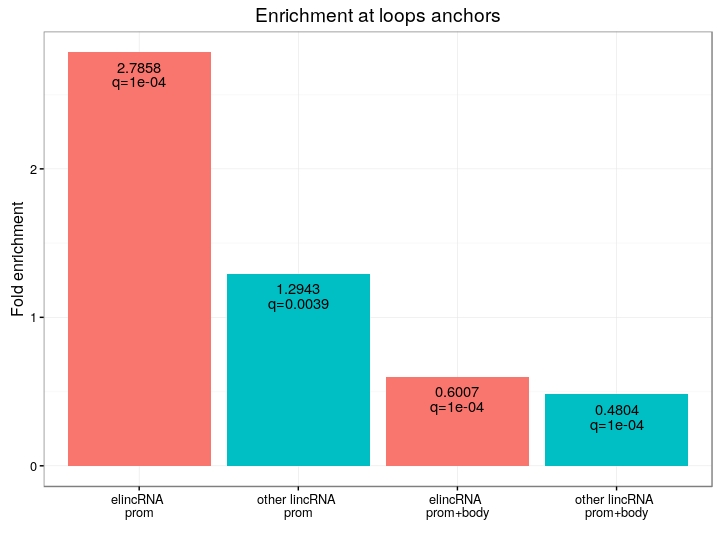 Enrichment at loops anchors
Fold enrichment
2
1
0
2.7858
q=1e-04
1.2943
q=0.0039
0.6007
q=1e-04
0.4804
q=1e-04
elincRNA
prom
other lincRNA
prom
elincRNA
prom+body
other lincRNA
prom+body